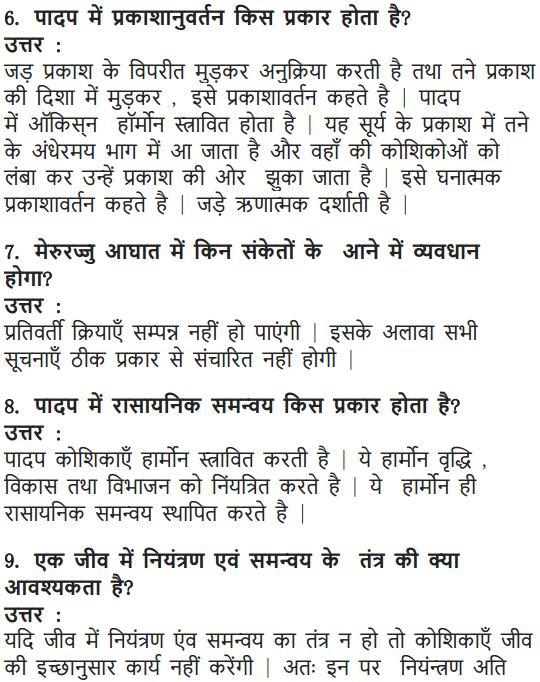 6. पादप में प्रकाशानुवर्तन किस प्रकार होता है?
उत्तर :
जड़ प्रकाश के विपरीत मुड़कर अनुक्रिया करती है तथा तने प्रकाश
की दिशा में मुड़कर , इसे प्रकाशावर्तन कहते है | पादप
में ऑकिस्न हॉर्मोन स्त्रावित होता है | यह सूर्य के प्रकाश में तने
के अंधेरमय भाग में आ जाता है और वहाँ की कोशिकोओं को
लंबा कर उन्हें प्रकाश की ओर झुका जाता है | इसे घनात्मक
प्रकाशावर्तन कहते है | जड़े ऋणात्मक दर्शाती है |
7. मेरुरज्जु आघात में किन संकेतों के आने में व्यवधान
होगा?
उत्तर :
प्रतिवर्ती क्रियाएँ सम्पन्न नहीं हो पाएंगी | इसके अलावा सभी
सूचनाएँ ठीक प्रकार से संचारित नहीं होगी |
8. पादप में रासायनिक समन्वय किस प्रकार होता है?
उत्तर :
पादप कोशिकाएँ हार्मोन स्त्रावित करती है | ये हार्मोन वृद्धि ,
विकास तथा विभाजन को निंयत्रित करते है | ये हार्मोन ही
रासायनिक समन्वय स्थापित करते है |
9. एक जीव में नियंत्रण एवं समन्वय के तंत्र की क्या
आवश्यकता है?
उत्तर :
यदि जीव में नियंत्रण एंव समन्वय का तंत्र न हो तो कोशिकाएँ जीव
की इच्छानुसार कार्य नहीं करेंगी | अतः इन पर नियंन्त्रण अति